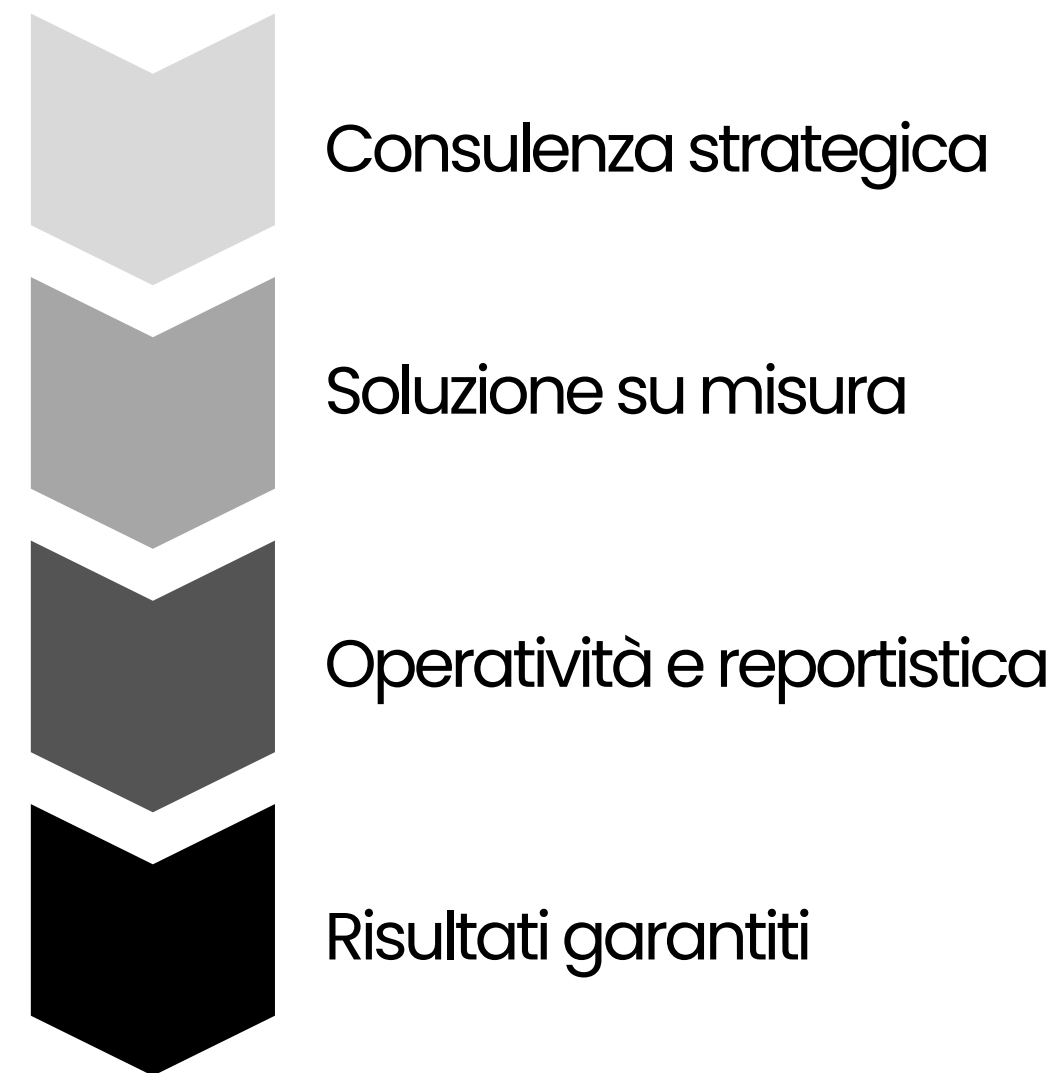 Consulenza strategica
Soluzione su misura
Operatività e reportistica
Risultati garantiti